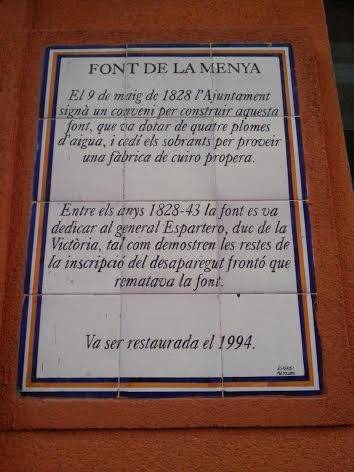 FONT DE LA MENYA
El 9 de maig de 1828 l'Ajuntament
signà un conveni per construir aquesta
font, que va dotar de quatre plomes
d'aigua, i cedí els sobrants per proveir
una fàbrica de cuiro propera.
Entre els anys 1828-43 la font es va
dedicar al general Espartero, duc de la
Victòria, tal com demostren les restes de
la inscripció del desaparegut frontó que
rematava la font.
Va ser restaurada el 1994.